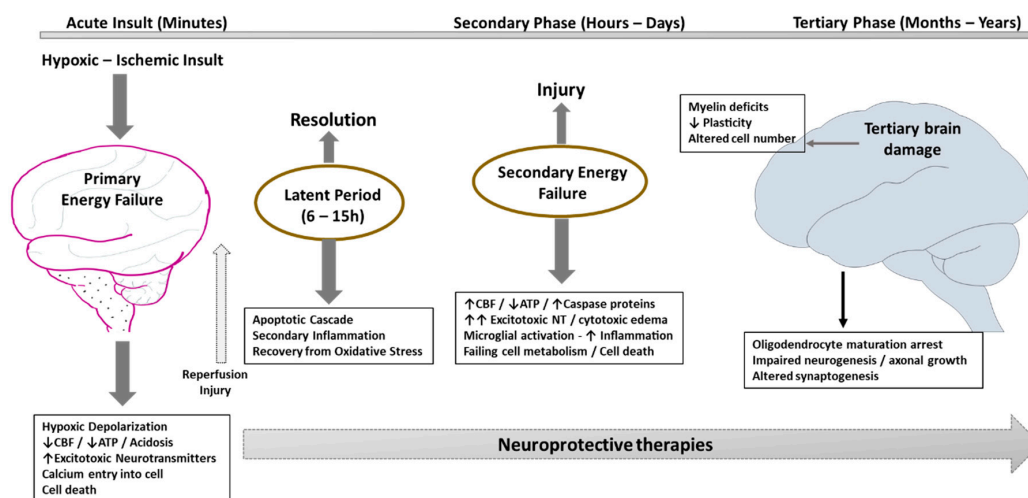 Acute Insult (Minutes)
Secondary Phase (Hours – Days)
Tertiary Phase (Months – Years)
Hypoxic – Ischemic Insult
Primary
Energy Failure
Resolution
Latent Period
(6 – 15h)
Injury
Secondary Energy
Failure
Myelin deficits
↓ Plasticity
Altered cell number
Tertiary brain
damage
Apoptotic Cascade
Secondary Inflammation
Recovery from Oxidative Stress
↑CBF / ↓ATP / ↑Caspase proteins
↑↑ Excitotoxic NT / cytotoxic edema
Microglial activation - ↑ Inflammation
Failing cell metabolism / Cell death
Oligodendrocyte maturation arrest
Impaired neurogenesis / axonal growth
Altered synaptogenesis
Reperfusion
Injury
Hypoxic Depolarization
↓CBF / ↓ATP / Acidosis
↑Excitotoxic Neurotransmitters
Calcium entry into cell
Cell death
Neuroprotective therapies